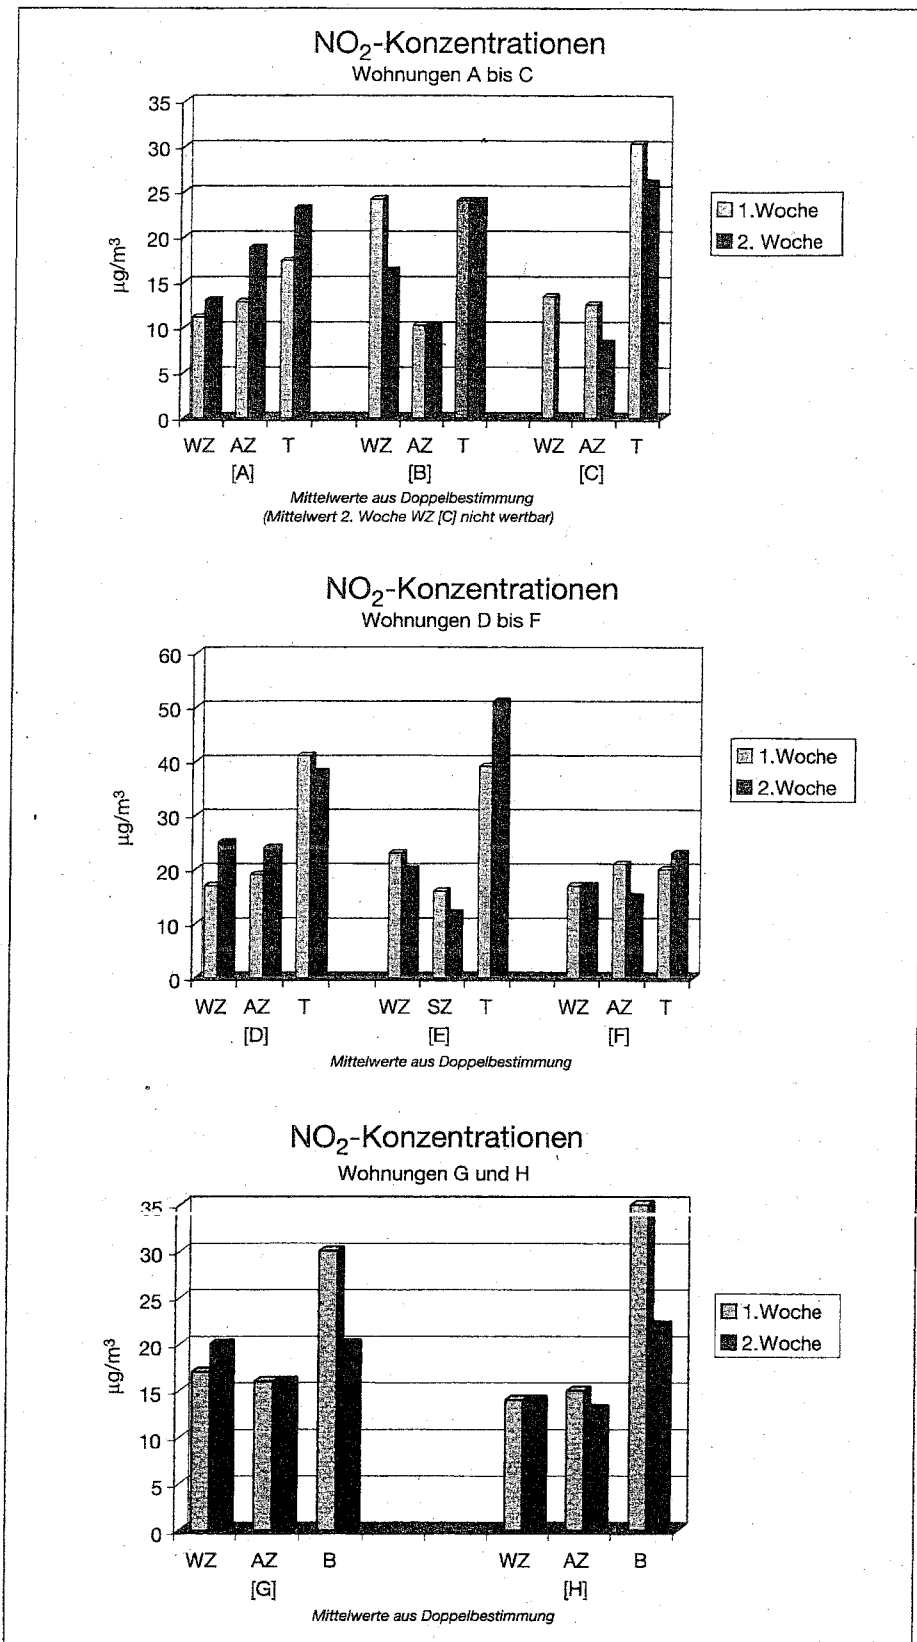 NO₂-Konzentrationen
Wohnungen A bis C
35
30
25
20
15
10
5
0
µg/m³
1.Woche
2. Woche
WZ AZ T WZ AZ T WZ AZ T
[A] [B] [C]
Mittelwerte aus Doppelbestimmung
(Mittelwert 2. Woche WZ [C] nicht wertbar)
NO₂-Konzentrationen
Wohnungen D bis F
60
50
40
30
20
10
0
µg/m³
1.Woche
2.Woche
WZ AZ T WZ SZ T WZ AZ T
[D] [E] [F]
Mittelwerte aus Doppelbestimmung
NO₂-Konzentrationen
Wohnungen G und H
35
30
25
20
15
10
5
0
µg/m³
1.Woche
2.Woche
WZ AZ B WZ AZ B
[G] [H]
Mittelwerte aus Doppelbestimmung